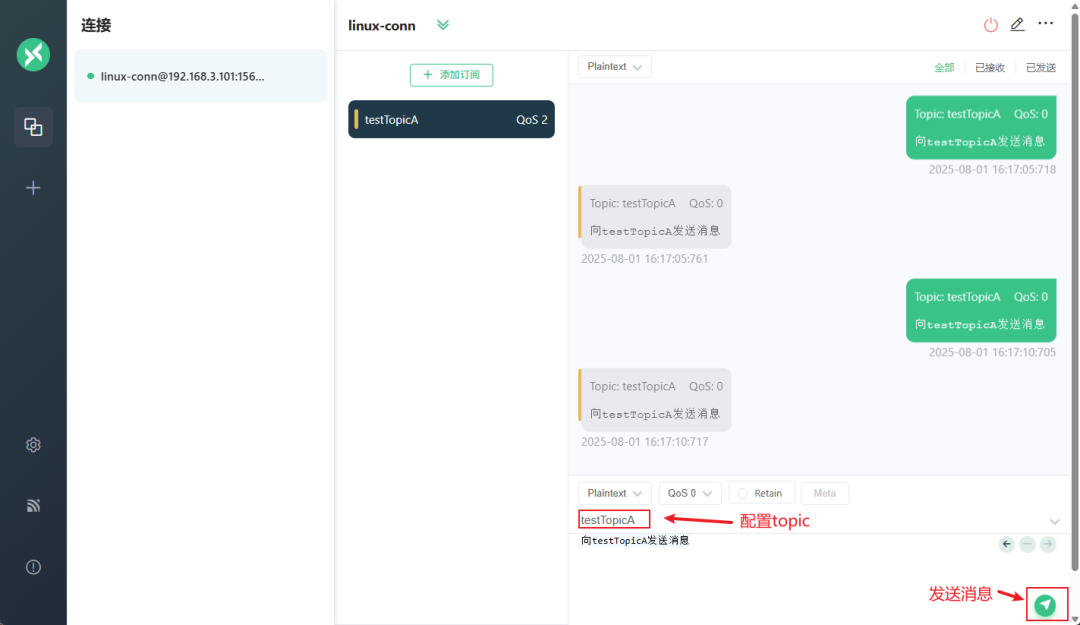 连接
linux-conn@192.168.3.101:156...
linux-conn
添加订阅
testTopicA QoS 2
Plaintext
全部 已接收 已发送
Topic: testTopicA QoS: 0
向testTopicA发送消息
2025-08-01 16:17:05:718
Topic: testTopicA QoS: 0
向testTopicA发送消息
2025-08-01 16:17:05:761
Topic: testTopicA QoS: 0
向testTopicA发送消息
2025-08-01 16:17:10:705
Topic: testTopicA QoS: 0
向testTopicA发送消息
2025-08-01 16:17:10:717
Plaintext QoS 0 Retain Meta
testTopicA 配置topic
向testTopicA发送消息
发送消息